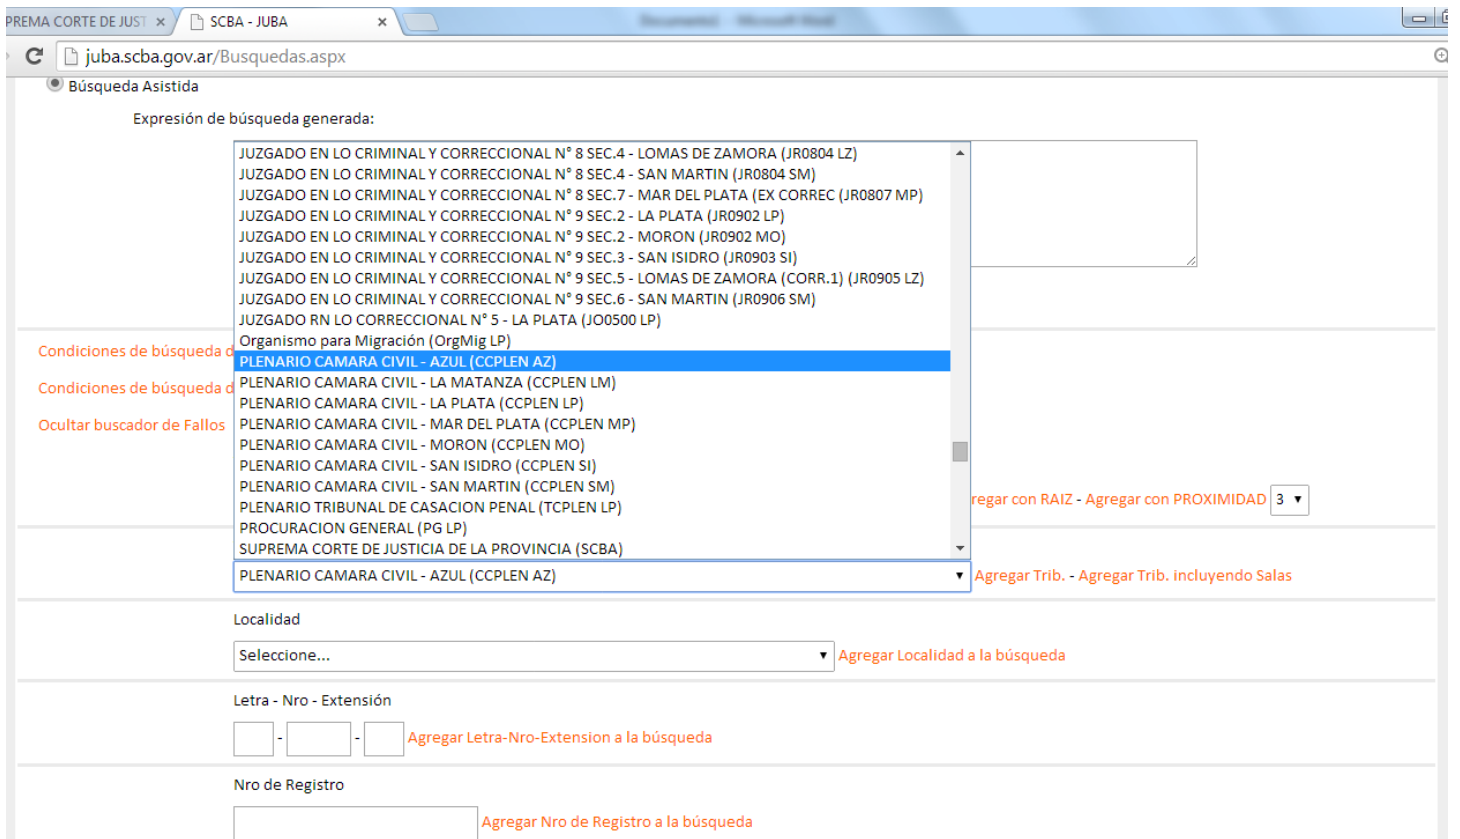 PREMA CORTE DE JUST
SCBA - JUBA
Documento1 - Microsoft Word
juba.scba.gov.ar/Busquedas.aspx
Búsqueda Asistida
Expresión de búsqueda generada:
JUZGADO EN LO CRIMINAL Y CORRECCIONAL N° 8 SEC.4 - LOMAS DE ZAMORA (JR0804 LZ)
JUZGADO EN LO CRIMINAL Y CORRECCIONAL N° 8 SEC.4 - SAN MARTIN (JR0804 SM)
JUZGADO EN LO CRIMINAL Y CORRECCIONAL N° 8 SEC.7 - MAR DEL PLATA (EX CORREC (JR0807 MP)
JUZGADO EN LO CRIMINAL Y CORRECCIONAL N° 9 SEC.2 - LA PLATA (JR0902 LP)
JUZGADO EN LO CRIMINAL Y CORRECCIONAL N° 9 SEC.2 - MORON (JR0902 MO)
JUZGADO EN LO CRIMINAL Y CORRECCIONAL N° 9 SEC.3 - SAN ISIDRO (JR0903 SI)
JUZGADO EN LO CRIMINAL Y CORRECCIONAL N° 9 SEC.5 - LOMAS DE ZAMORA (CORR.1) (JR0905 LZ)
JUZGADO EN LO CRIMINAL Y CORRECCIONAL N° 9 SEC.6 - SAN MARTIN (JR0906 SM)
JUZGADO RN LO CORRECCIONAL N° 5 - LA PLATA (JO0500 LP)
Organismo para Migración (OrgMig LP)
Condiciones de búsqueda d
PLENARIO CAMARA CIVIL - AZUL (CCPLEN AZ)
PLENARIO CAMARA CIVIL - LA MATANZA (CCPLEN LM)
Condiciones de búsqueda d
PLENARIO CAMARA CIVIL - LA PLATA (CCPLEN LP)
Ocultar buscador de Fallos
PLENARIO CAMARA CIVIL - MAR DEL PLATA (CCPLEN MP)
PLENARIO CAMARA CIVIL - MORON (CCPLEN MO)
PLENARIO CAMARA CIVIL - SAN ISIDRO (CCPLEN SI)
PLENARIO CAMARA CIVIL - SAN MARTIN (CCPLEN SM)
regar con RAIZ - Agregar con PROXIMIDAD 3
PLENARIO TRIBUNAL DE CASACION PENAL (TCPLEN LP)
PROCURACION GENERAL (PG LP)
SUPREMA CORTE DE JUSTICIA DE LA PROVINCIA (SCBA)
PLENARIO CAMARA CIVIL - AZUL (CCPLEN AZ) Agregar Trib. - Agregar Trib. incluyendo Salas
Localidad
Seleccione... Agregar Localidad a la búsqueda
Letra - Nro - Extensión
- - Agregar Letra-Nro-Extension a la búsqueda
Nro de Registro
Agregar Nro de Registro a la búsqueda